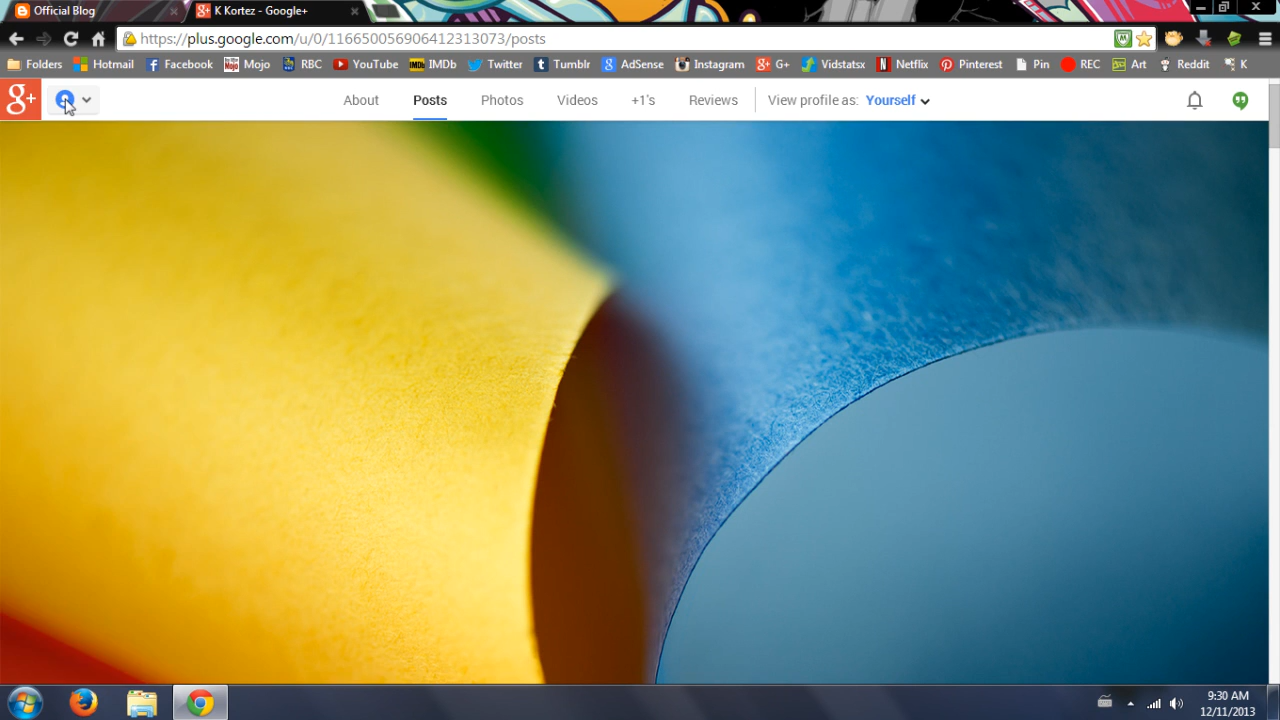 Official Blog
K Kortez - Google+
https://plus.google.com/u/0/116650056906412313073/posts
Folders Hotmail Facebook Mojo RBC YouTube IMDb Twitter Tumblr AdSense Instagram G+ Vidstatsx Netflix Pinterest Pin REC Art Reddit K
g+ About Posts Photos Videos +1's Reviews View profile as: Yourself
9:30 AM
12/11/2013